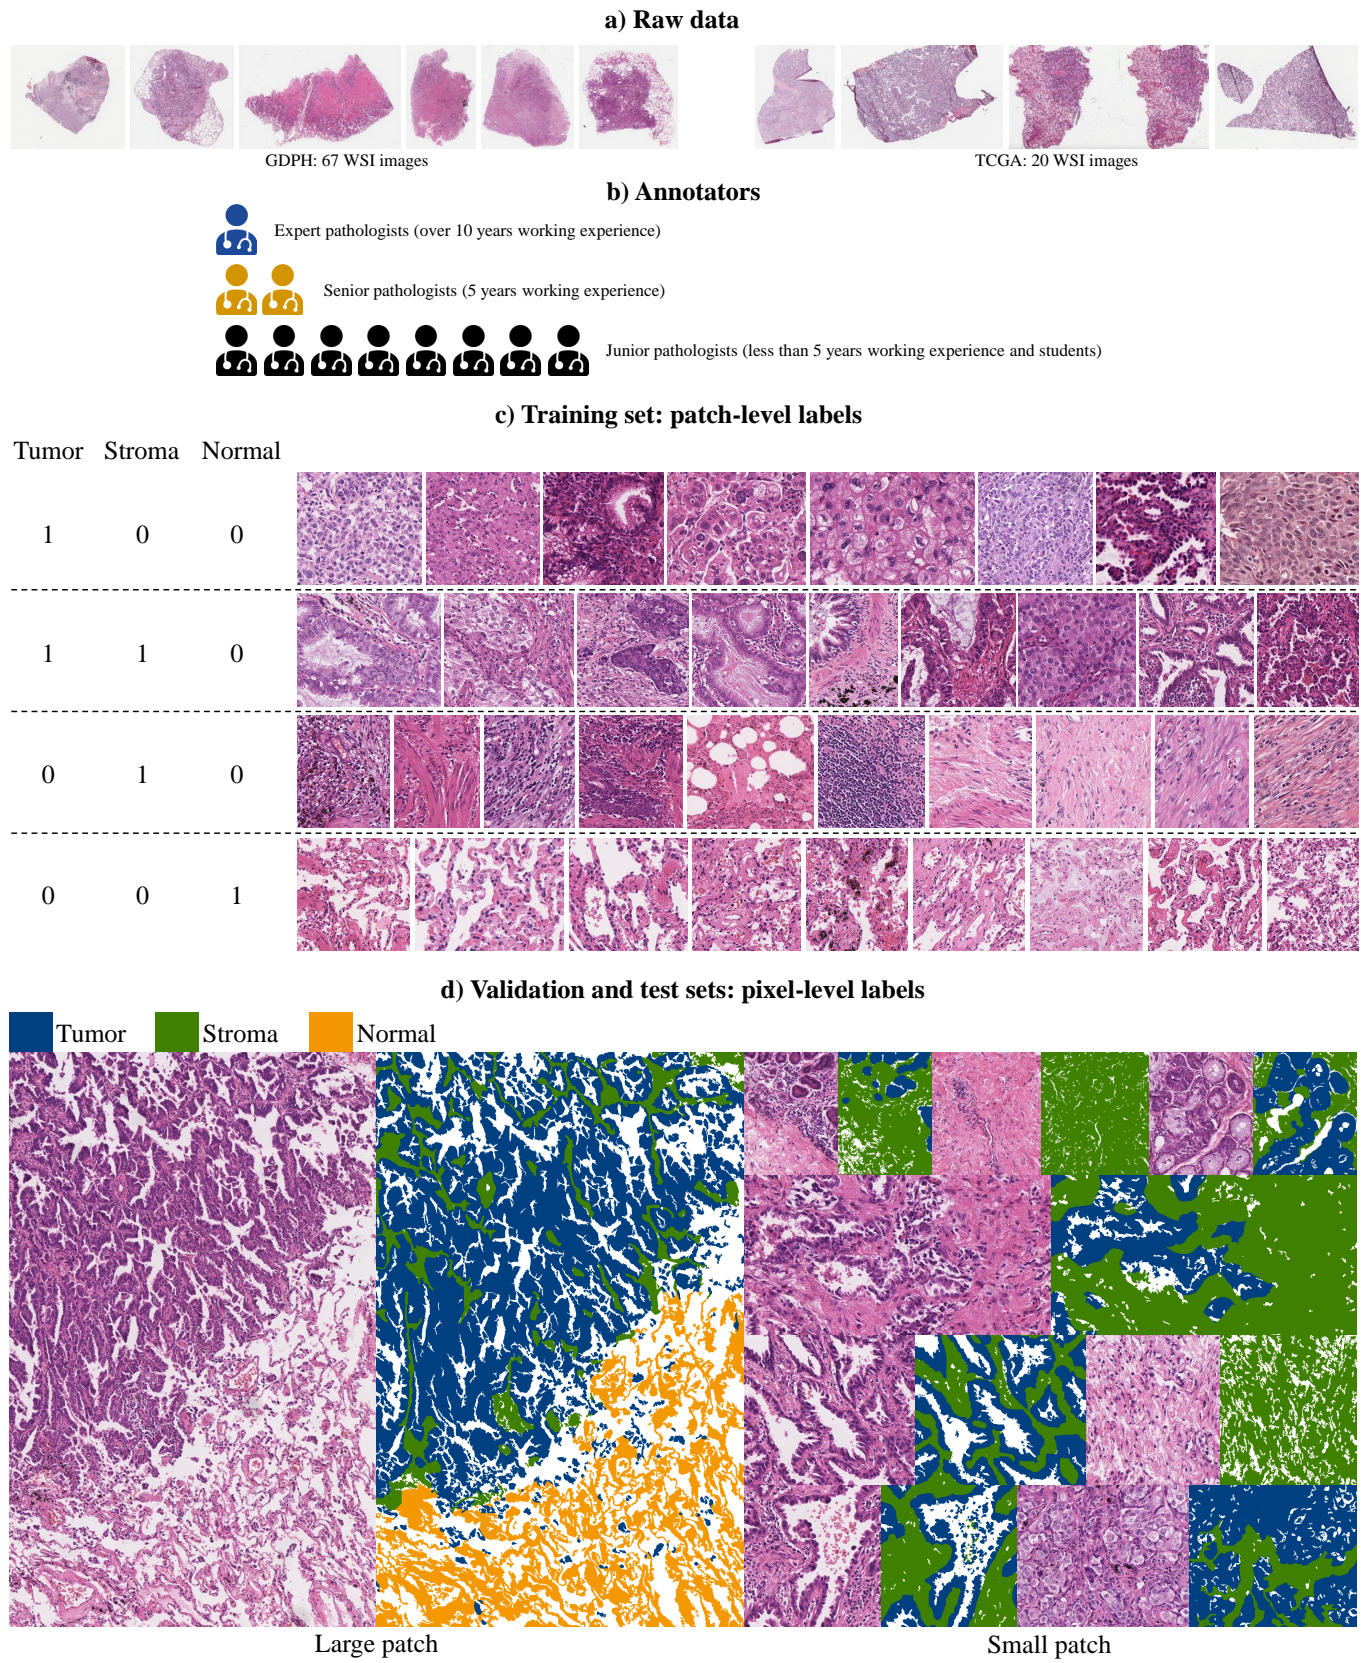 a) Raw data
GDPH: 67 WSI images
TCGA: 20 WSI images
b) Annotators
Expert pathologists (over 10 years working experience)
Senior pathologists (5 years working experience)
Junior pathologists (less than 5 years working experience and students)
c) Training set: patch-level labels
Tumor Stroma Normal
1 0 0
1 1 0
0 1 0
0 0 1
d) Validation and test sets: pixel-level labels
Tumor Stroma Normal
Large patch
Small patch